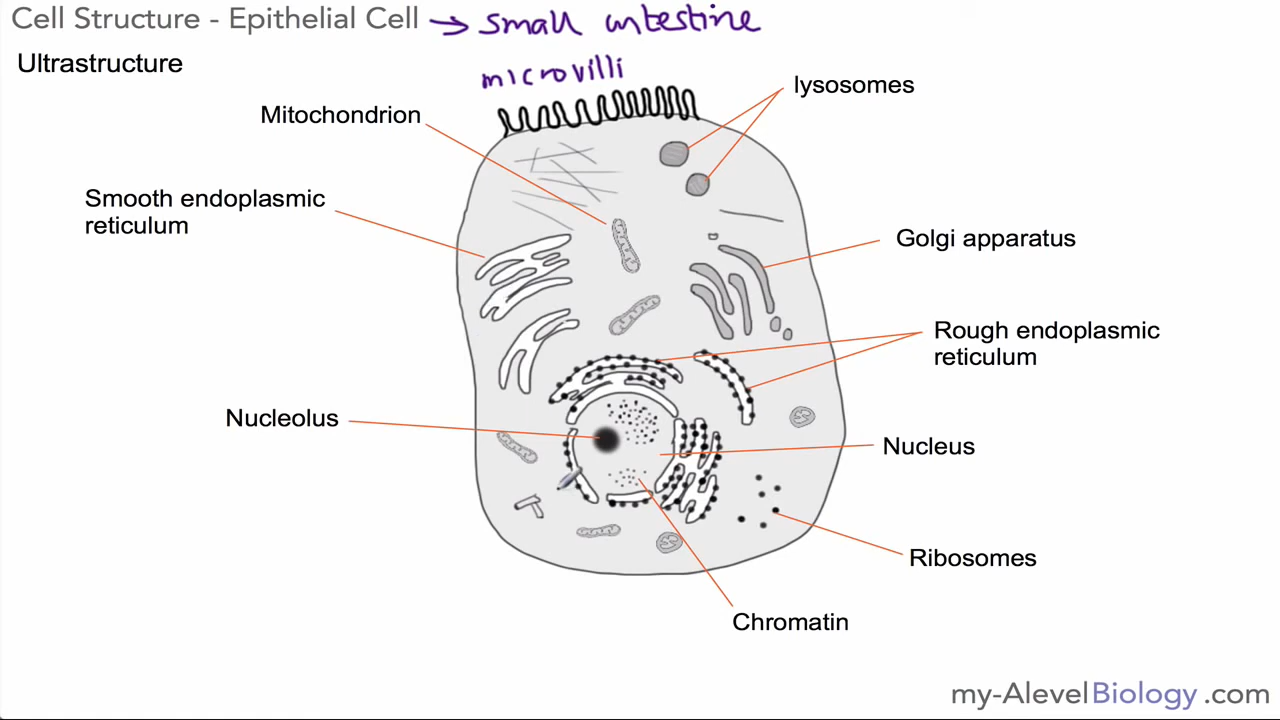 Cell Structure - Epithelial Cell → small intestine
Ultrastructure
microvilli
lysosomes
Mitochondrion
Smooth endoplasmic
reticulum
Golgi apparatus
Rough endoplasmic
reticulum
Nucleolus
Nucleus
Ribosomes
Chromatin
my-AlevelBiology.com